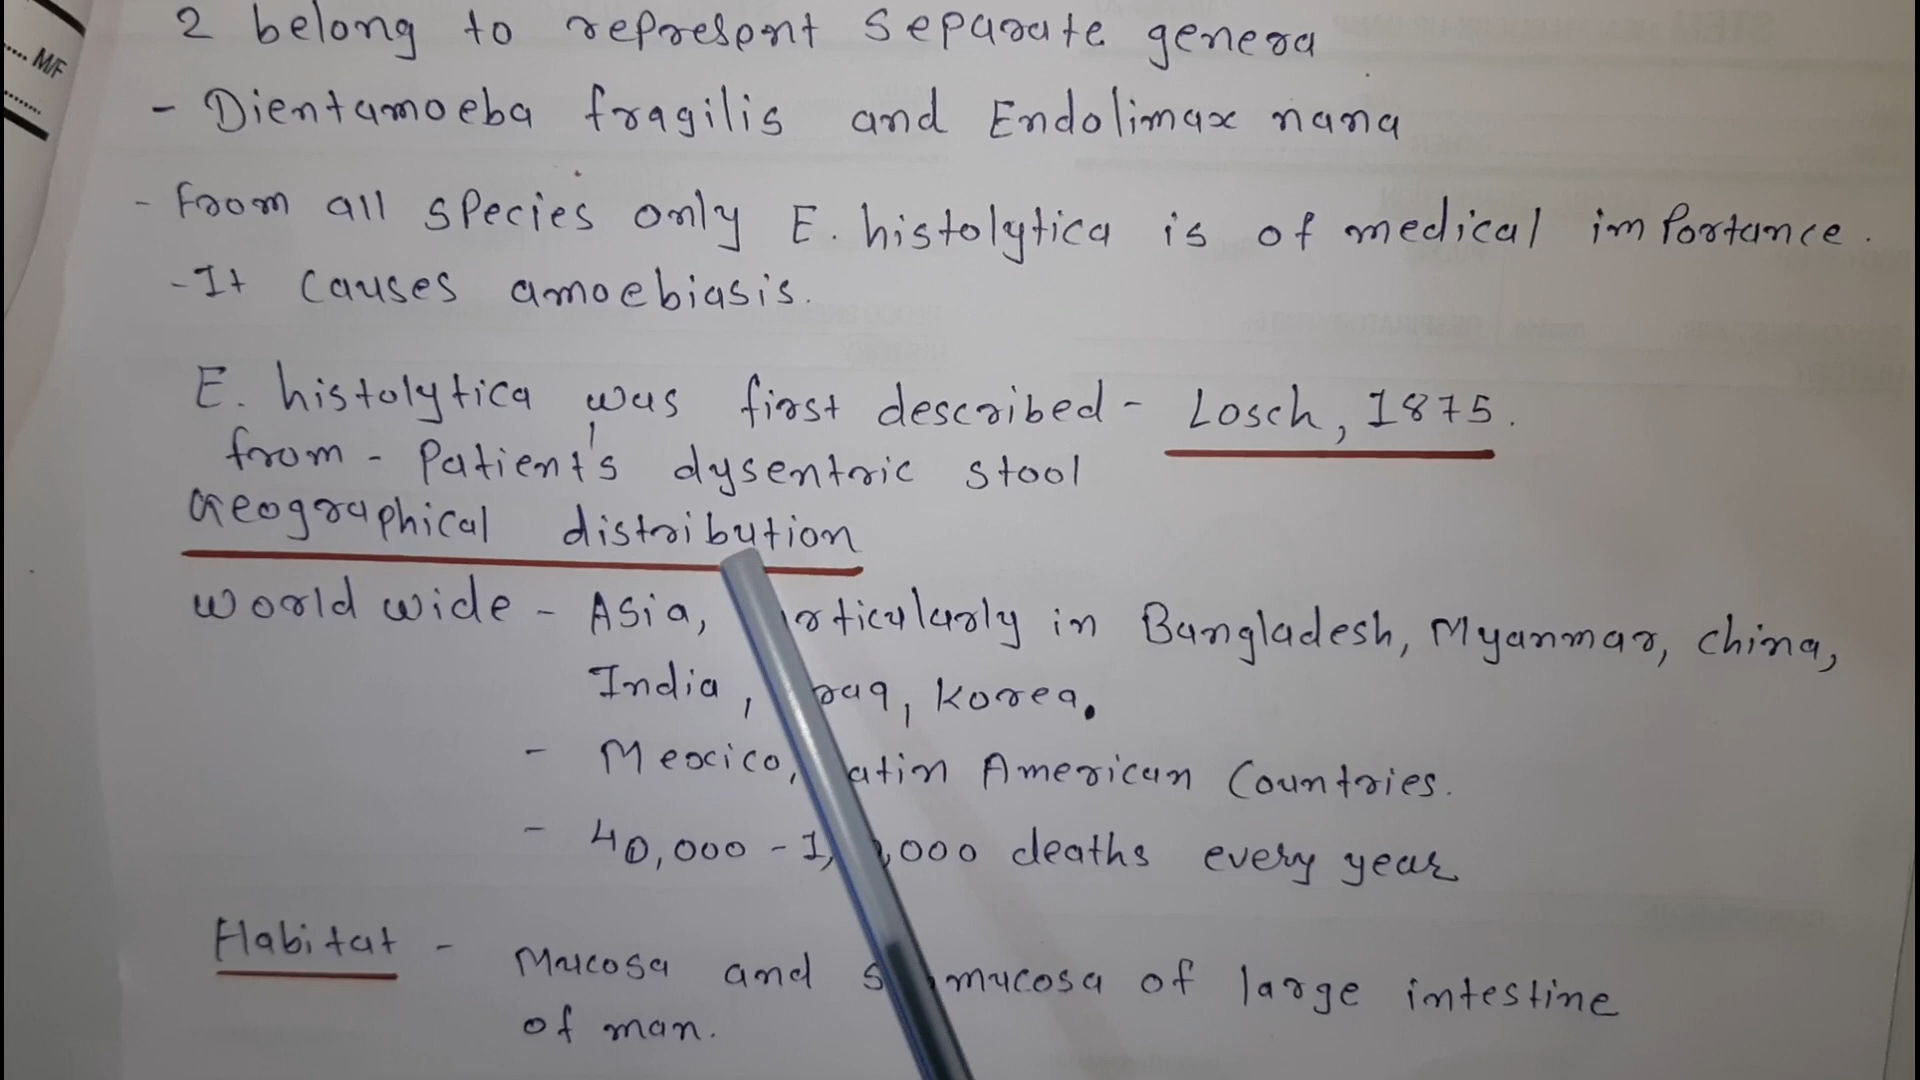 M/F
2 belong to represent separate genera
- Dientamoeba fragilis and Endolimax nana
- From all species only E. histolytica is of medical importance.
- It causes amoebiasis.
E. histolytica was first described - Losch, 1875.
from - Patient's dysentric stool
Geographical distribution
World wide - Asia, in Bangladesh, Myanmar, China,
India, Korea.
- Mexico, American Countries.
- 40,000 - deaths every year
Habitat - Mucosa and of large intestine
of man.